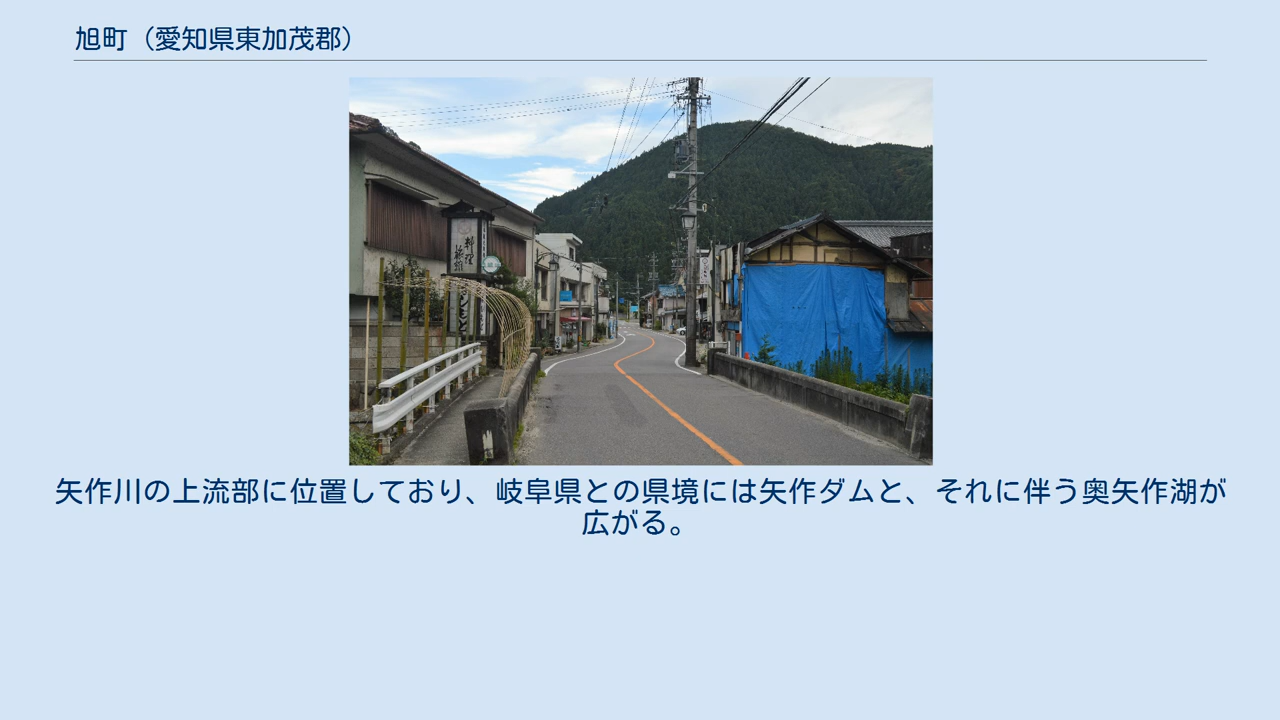 旭町（愛知県東加茂郡）
料理
矢作川の上流部に位置しており、岐阜県との県境には矢作ダムと、それに伴う奥矢作湖が
広がる。